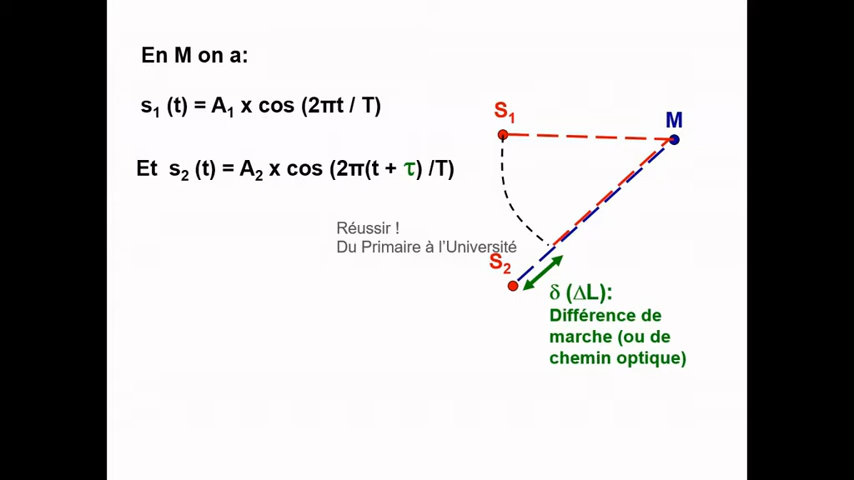 En M on a:
s₁ (t) = A₁ x cos (2πt / T)
Et s₂ (t) = A₂ x cos (2π(t + τ) /T)
S₁
M
Réussir !
Du Primaire à l'Université
S₂
δ (ΔL):
Différence de
marche (ou de
chemin optique)